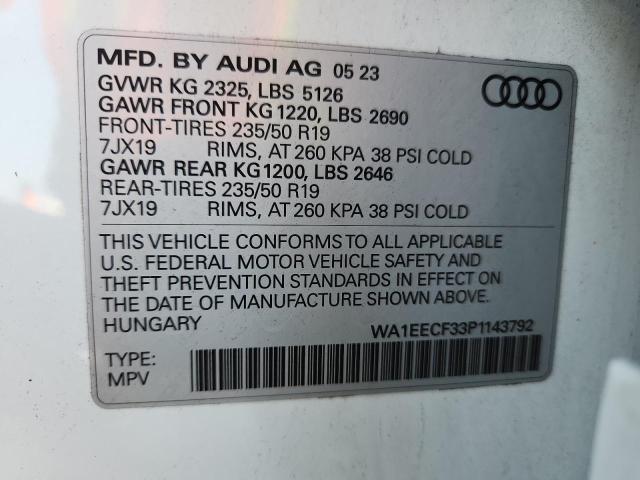 MFD. BY AUDI AG 05 23
GVWR KG 2325, LBS 5126
GAWR FRONT KG 1220, LBS 2690
FRONT-TIRES 235/50 R19
7JX19 RIMS, AT 260 KPA 38 PSI COLD
GAWR REAR KG1200, LBS 2646
REAR-TIRES 235/50 R19
7JX19 RIMS, AT 260 KPA 38 PSI COLD
THIS VEHICLE CONFORMS TO ALL APPLICABLE
U.S. FEDERAL MOTOR VEHICLE SAFETY AND
THEFT PREVENTION STANDARDS IN EFFECT ON
THE DATE OF MANUFACTURE SHOWN ABOVE.
HUNGARY WA1EECF33P1143792
TYPE:
MPV